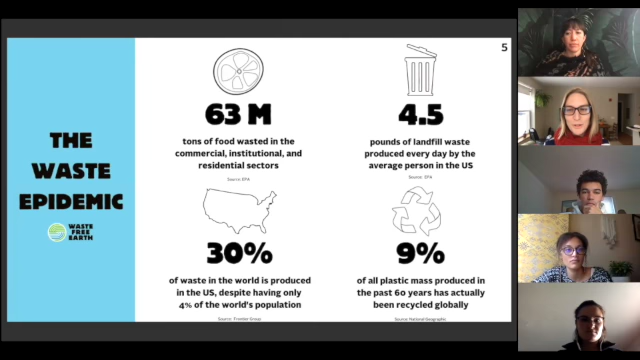 5
THE
WASTE
EPIDEMIC
WASTE
FREE
EARTH
63 M
tons of food wasted in the
commercial, institutional, and
residential sectors
Source: EPA
4.5
pounds of landfill waste
produced every day by the
average person in the US
Source: EPA
30%
of waste in the world is produced
in the US, despite having only
4% of the world's population
Source: Frontier Group
9%
of all plastic mass produced in
the past 60 years has actually
been recycled globally
Source: National Geographic